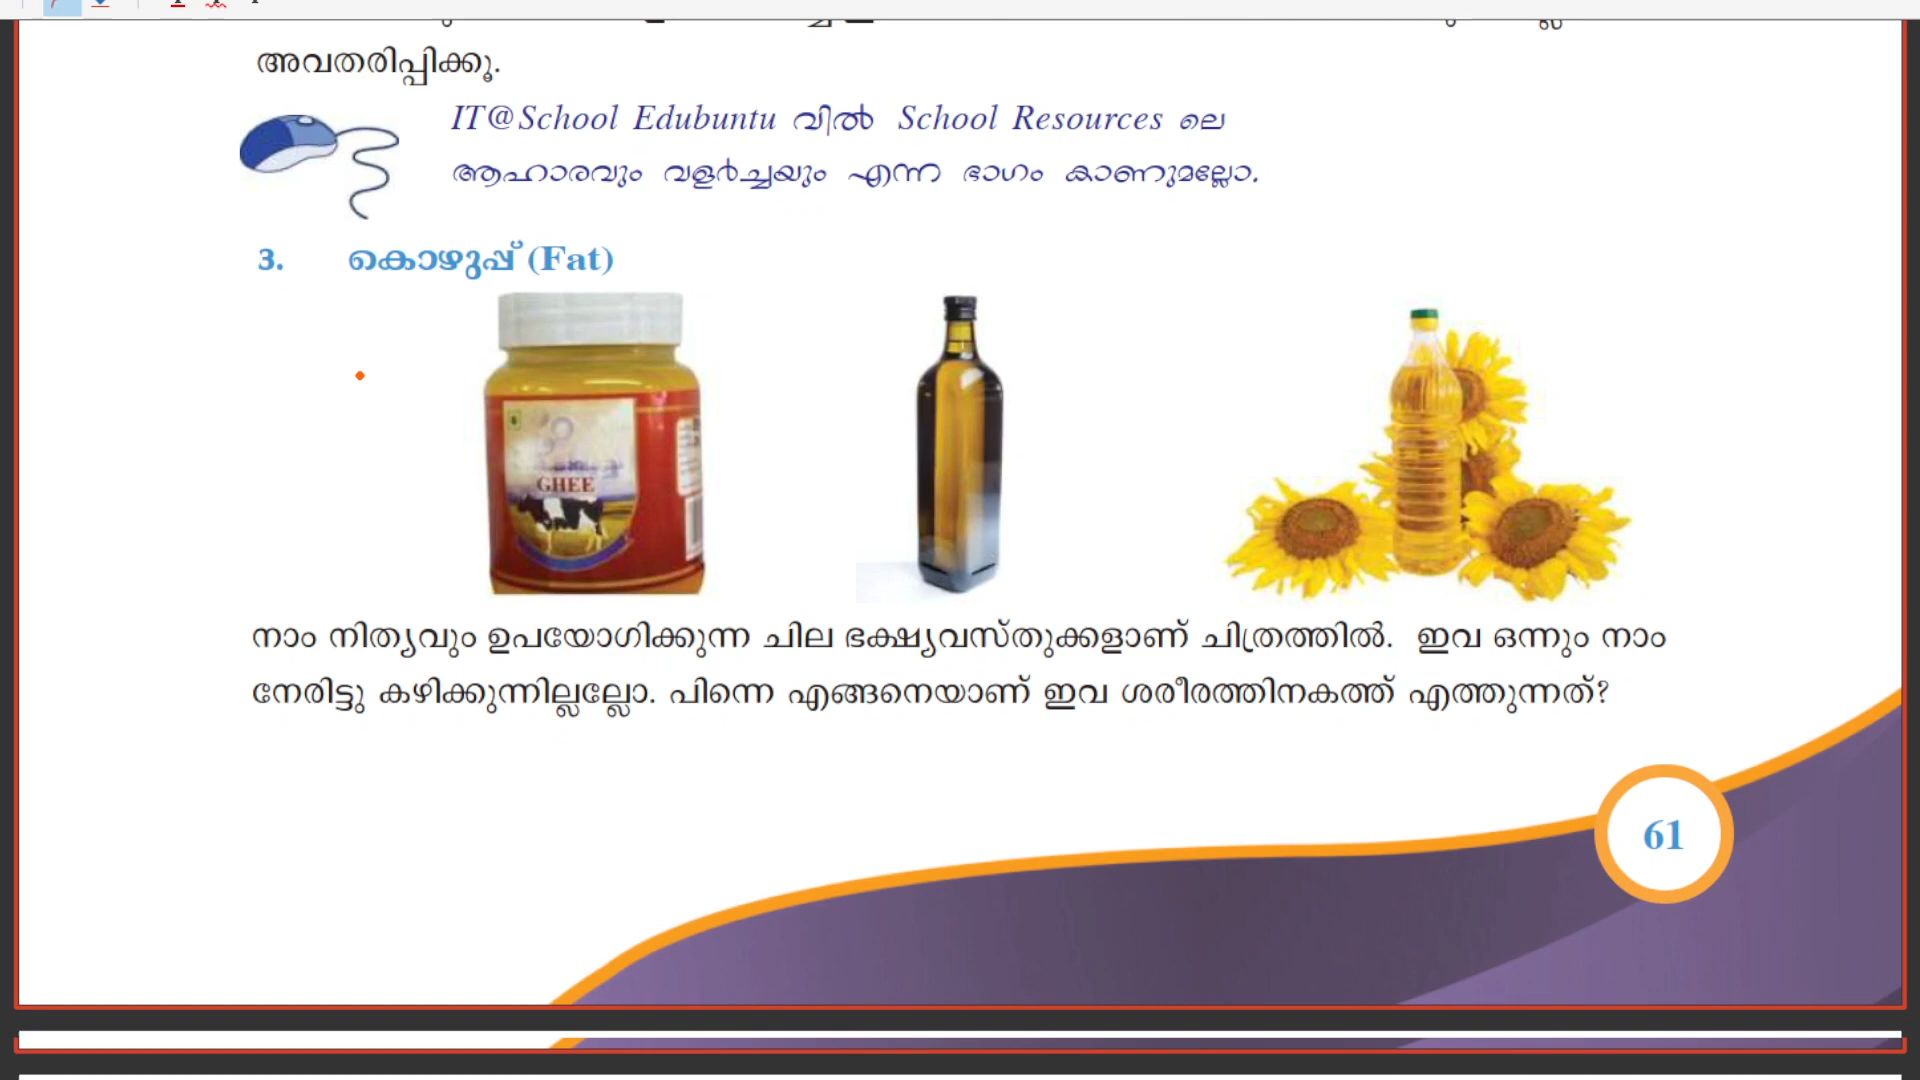 അവതരിപ്പിക്കൂ.
IT@School Edubuntu വിൽ School Resources ലെ
ആഹാരവും വളർച്ചയും എന്ന ഭാഗം കാണുമല്ലോ.
3. കൊഴുപ്പ് (Fat)
GHEE
നാം നിത്യവും ഉപയോഗിക്കുന്ന ചില ഭക്ഷ്യവസ്തുക്കളാണ് ചിത്രത്തിൽ. ഇവ ഒന്നും നാം
നേരിട്ടു കഴിക്കുന്നില്ലല്ലോ. പിന്നെ എങ്ങനെയാണ് ഇവ ശരീരത്തിനകത്ത് എത്തുന്നത്?
61